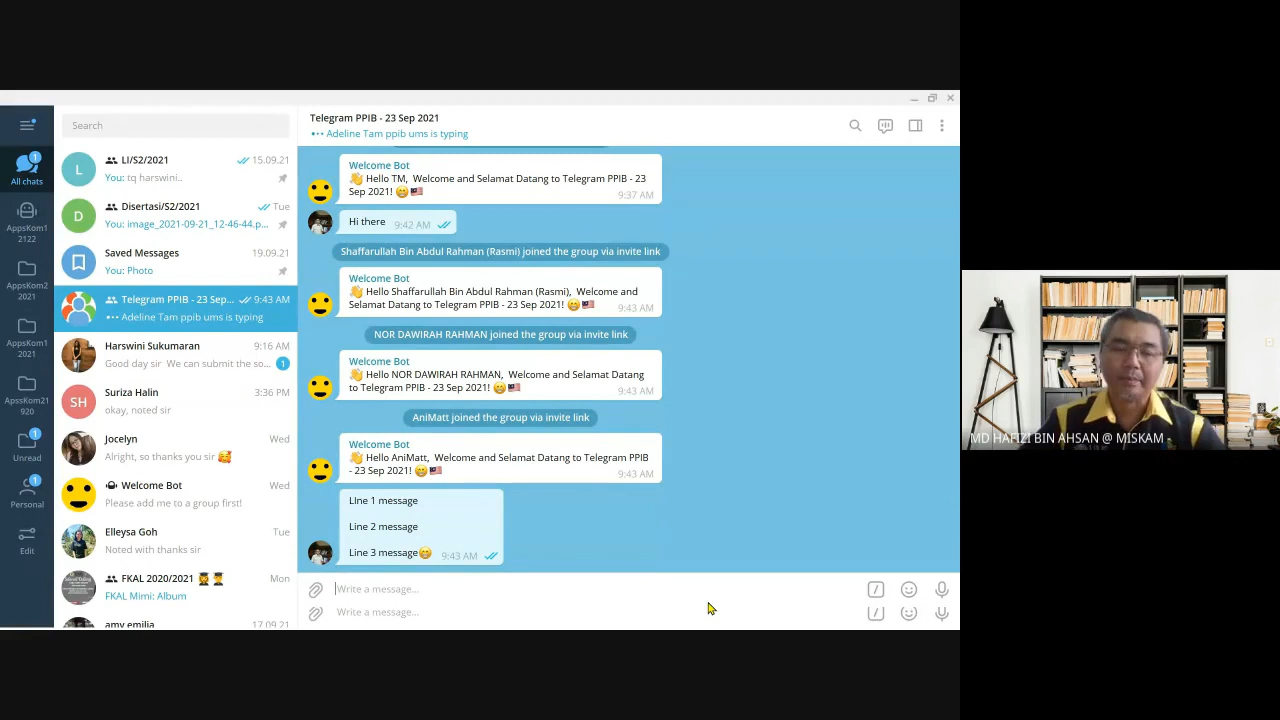 Search
LI/S2/2021
15.09.21
You: tq harswini..
Disertasi/S2/2021
Tue
You: image_2021-09-21_12-46-44.p...
Saved Messages
19.09.21
You: Photo
Telegram PPIB - 23 Sep...
9:43 AM
Adeline Tam ppib ums is typing
Harswini Sukumaran
9:16 AM
Good day sir We can submit the so...
1
Suriza Halin
3:36 PM
okay, noted sir
Jocelyn
Wed
Alright, so thanks you sir 🥰
Welcome Bot
Wed
Please add me to a group first!
Elleysa Goh
Tue
Noted with thanks sir
FKAL 2020/2021 👩‍🎓👨‍🎓
Mon
FKAL Mimi: Album
amy emilia
17.09.21
1
All chats
AppsKom1
2122
AppsKom2
2021
AppsKom1
2021
ApssKom21
920
1
Unread
1
Personal
Edit
Telegram PPIB - 23 Sep 2021
Adeline Tam ppib ums is typing
Welcome Bot
👋 Hello TM, Welcome and Selamat Datang to Telegram PPIB - 23
Sep 2021! 😁🇲🇾
9:37 AM
Hi there
9:42 AM
Shaffarullah Bin Abdul Rahman (Rasmi) joined the group via invite link
Welcome Bot
👋 Hello Shaffarullah Bin Abdul Rahman (Rasmi), Welcome and
Selamat Datang to Telegram PPIB - 23 Sep 2021! 😁🇲🇾
9:43 AM
NOR DAWIRAH RAHMAN joined the group via invite link
Welcome Bot
👋 Hello NOR DAWIRAH RAHMAN, Welcome and Selamat Datang
to Telegram PPIB - 23 Sep 2021! 😁🇲🇾
9:43 AM
AniMatt joined the group via invite link
Welcome Bot
👋 Hello AniMatt, Welcome and Selamat Datang to Telegram PPIB
- 23 Sep 2021! 😁🇲🇾
9:43 AM
LIne 1 message
Line 2 message
Line 3 message😁
9:43 AM
Write a message...
Write a message...
MD HAFIZI BIN AHSAN @ MISKAM -